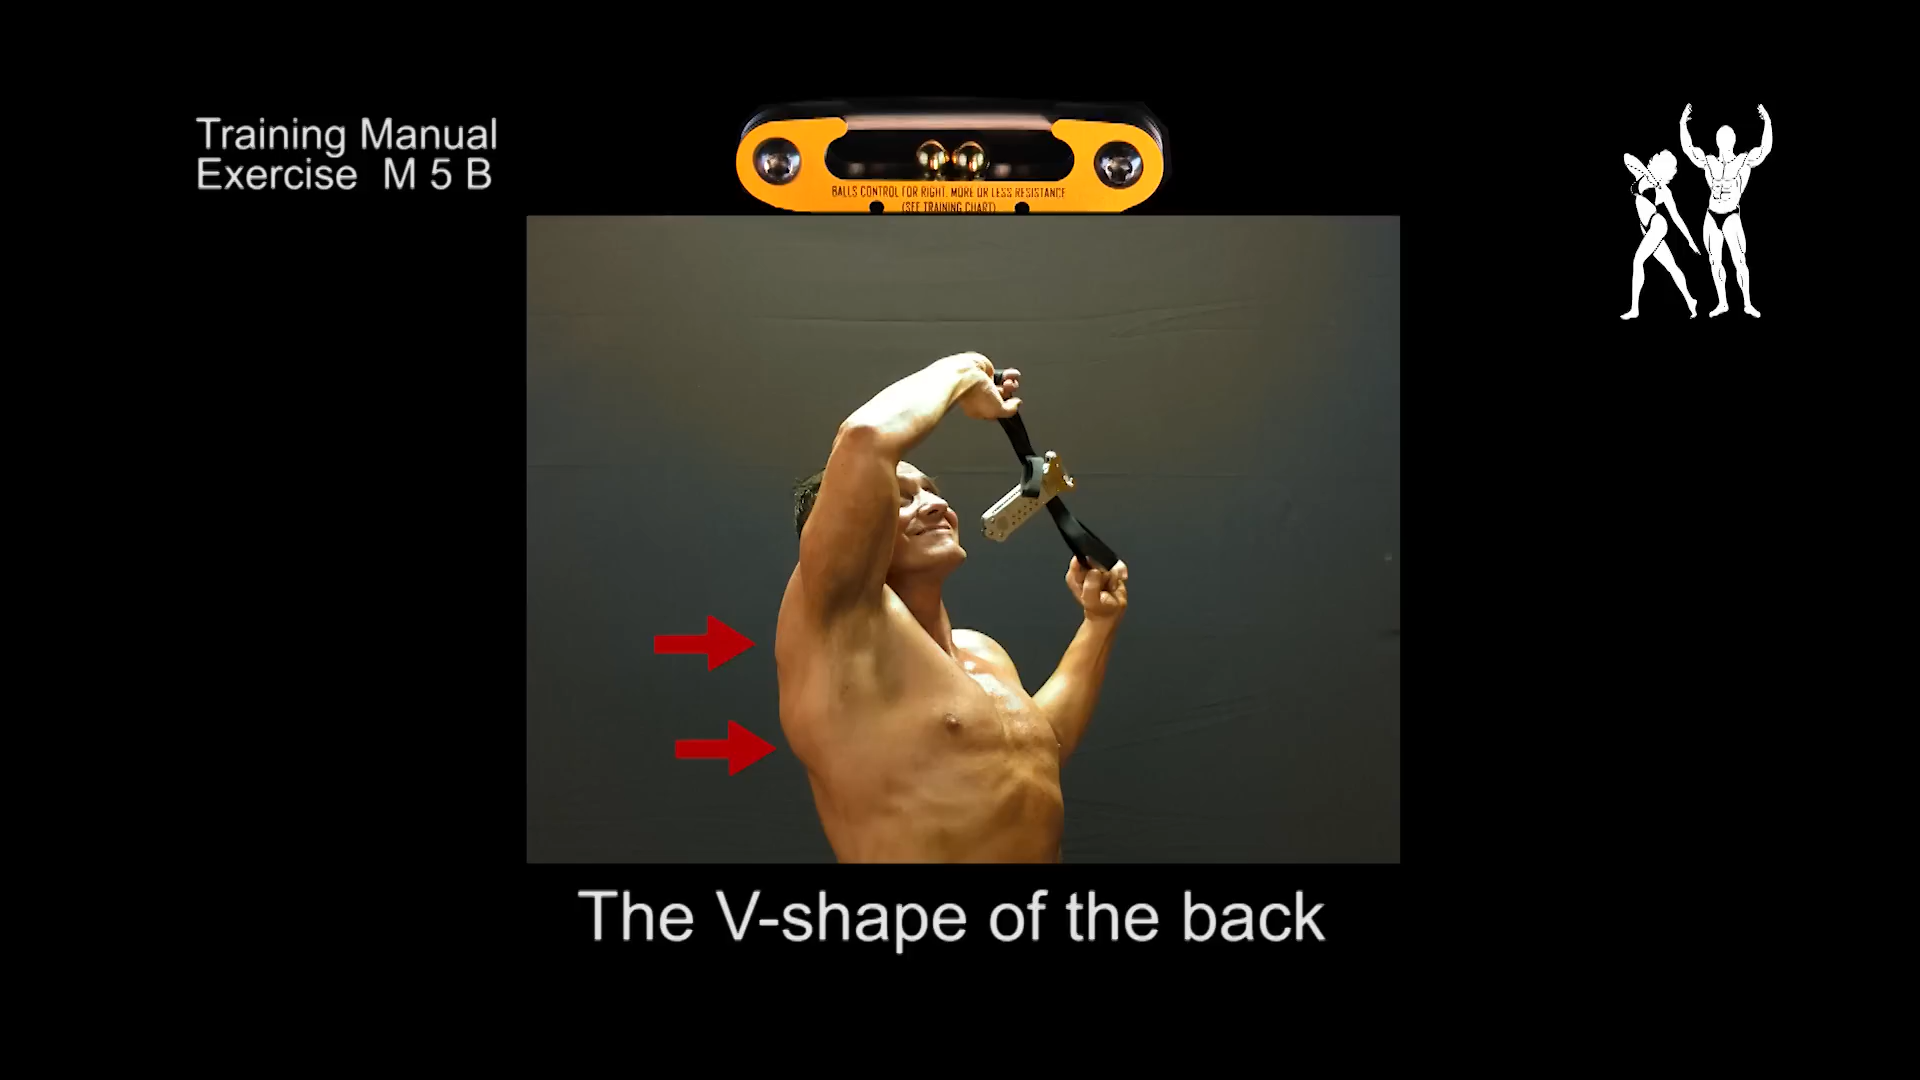 Training Manual
Exercise M 5 B
BALLS CONTROL FOR RIGHT, MORE OR LESS RESISTANCE
(SEE TRAINING CHART)
The V-shape of the back